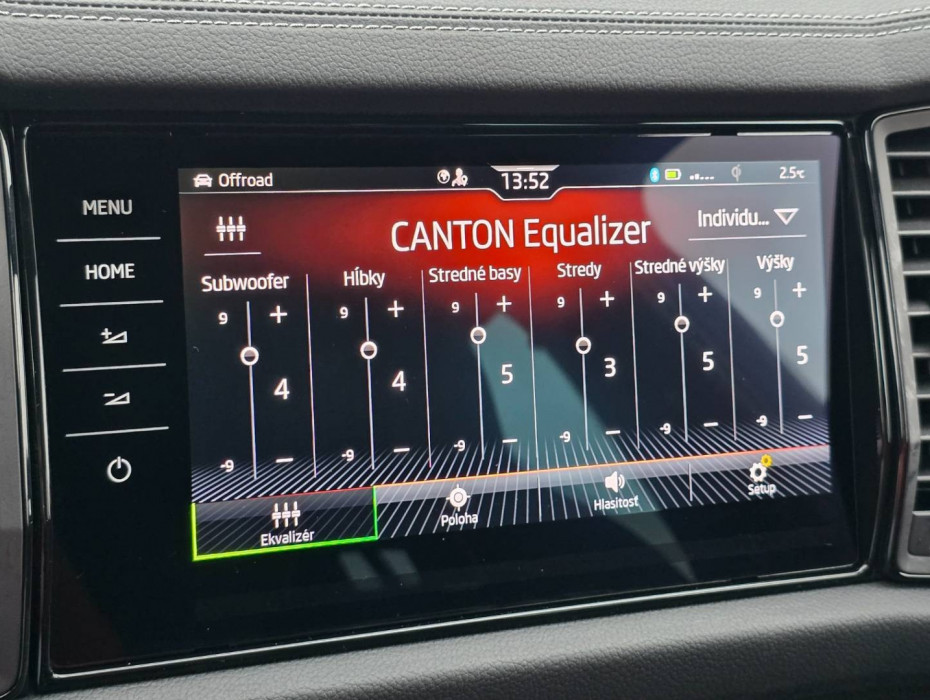 MENU
HOME
Offroad
13:52
2.5°C
CANTON Equalizer
Individu...
Subwoofer
Hĺbky
Stredné basy
Stredy
Stredné výšky
Výšky
9 + 9 + 9 + 9 + 9 + 9 +
4 4 5 3 5 5
-9 − -9 − -9 − -9 − -9 − -9 −
Ekvalizér
Poloha
Hlasitosť
Setup